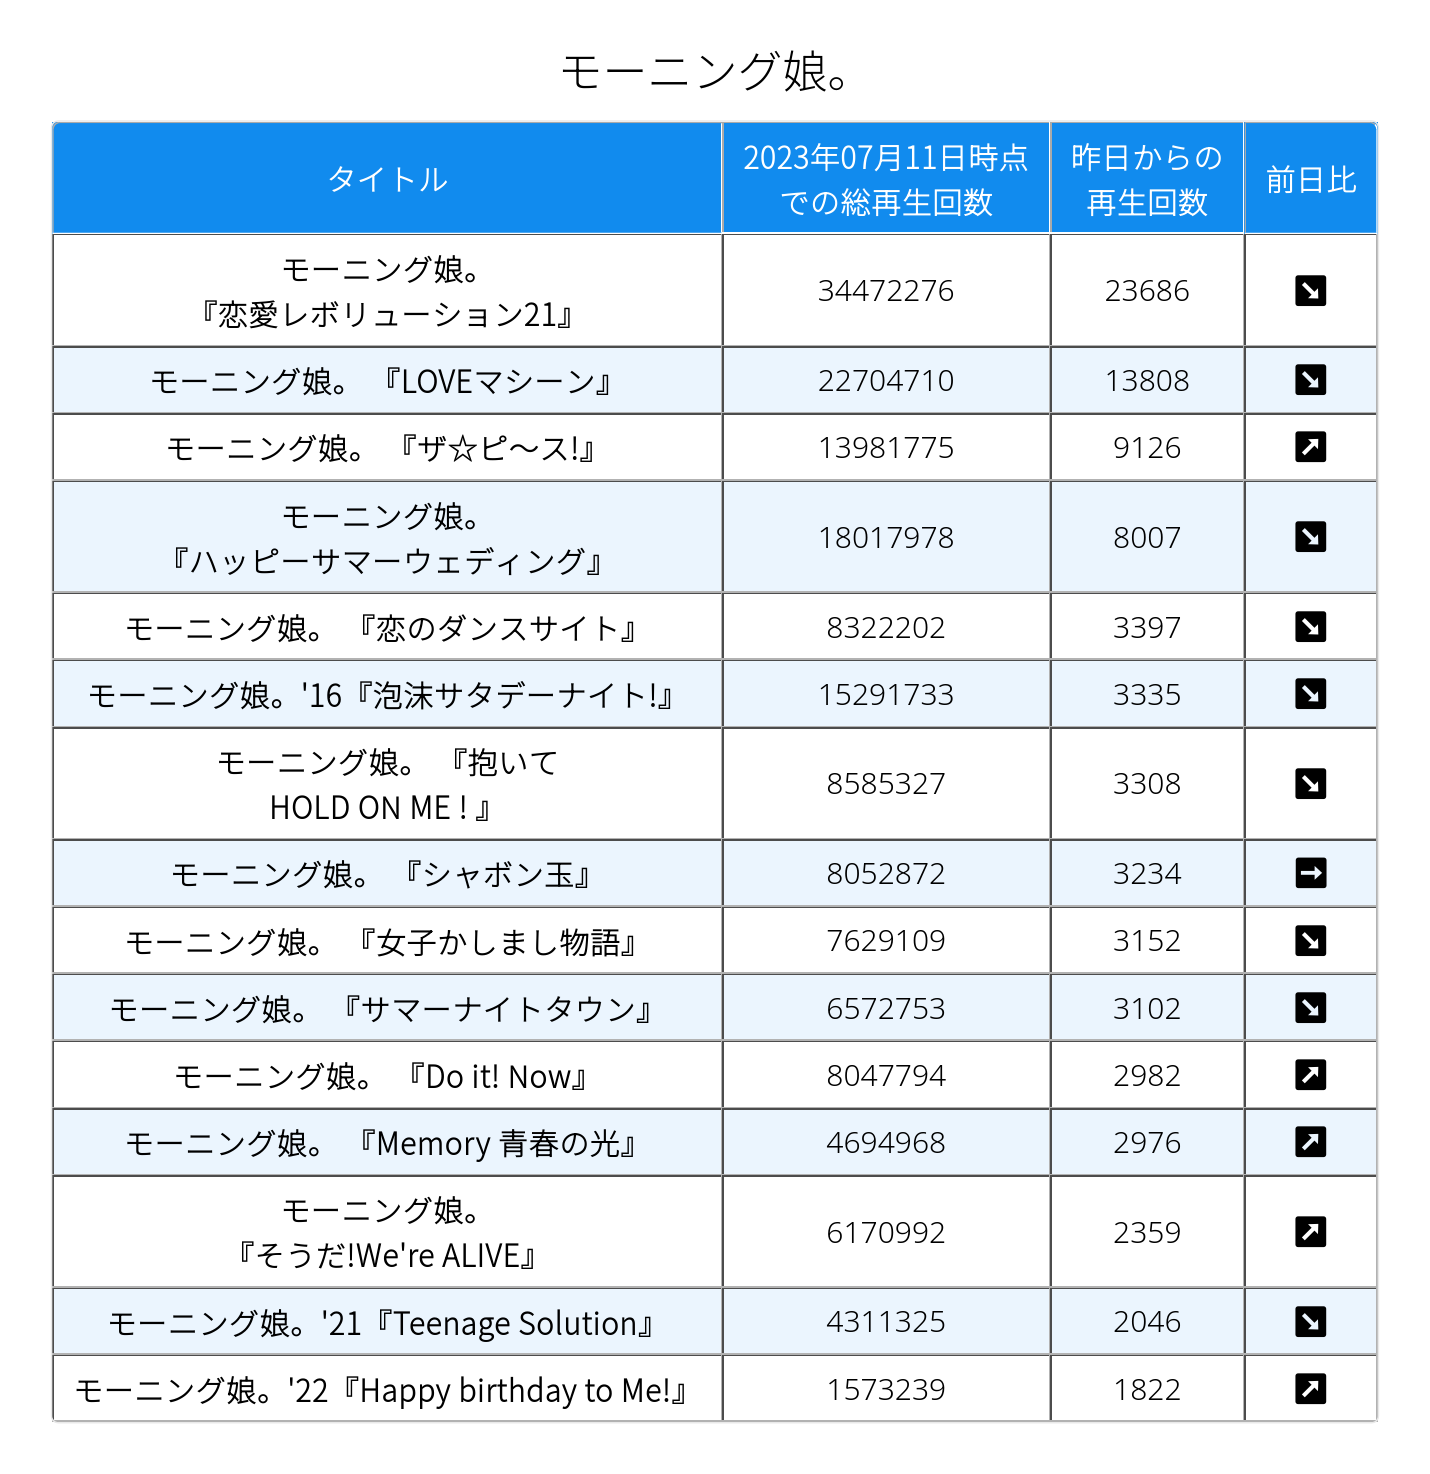 モーニング娘。
タイトル
2023年07月11日時点
での総再生回数
昨日からの
再生回数
前日比
モーニング娘。
『恋愛レボリューション21』
34472276
23686
モーニング娘。 『LOVEマシーン』
22704710
13808
モーニング娘。 『ザ☆ピ～ス!』
13981775
9126
モーニング娘。
『ハッピーサマーウェディング』
18017978
8007
モーニング娘。 『恋のダンスサイト』
8322202
3397
モーニング娘。'16『泡沫サタデーナイト!』
15291733
3335
モーニング娘。 『抱いて
HOLD ON ME ! 』
8585327
3308
モーニング娘。 『シャボン玉』
8052872
3234
モーニング娘。 『女子かしまし物語』
7629109
3152
モーニング娘。 『サマーナイトタウン』
6572753
3102
モーニング娘。 『Do it! Now』
8047794
2982
モーニング娘。 『Memory 青春の光』
4694968
2976
モーニング娘。
『そうだ!We're ALIVE』
6170992
2359
モーニング娘。'21『Teenage Solution』
4311325
2046
モーニング娘。'22『Happy birthday to Me!』
1573239
1822